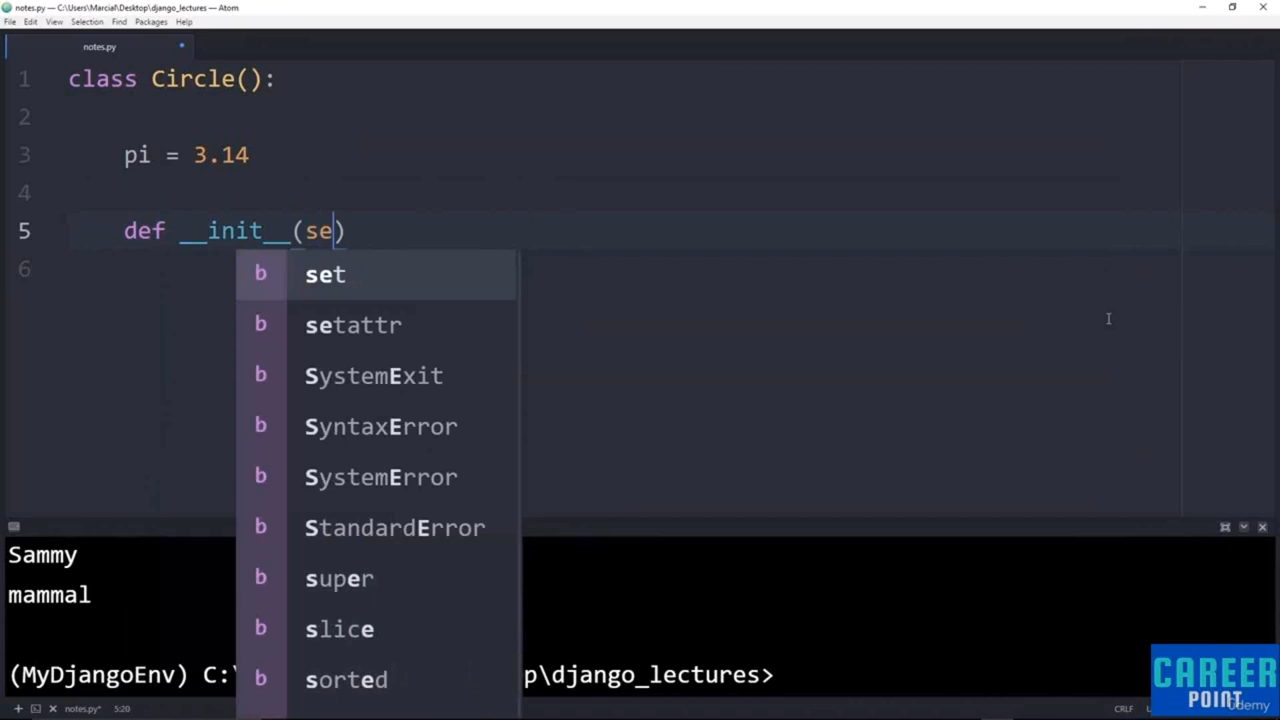 notes.py — C:\Users\Marcial\Desktop\django_lectures — Atom
File Edit View Selection Find Packages Help
notes.py
1 class Circle():
2
3 pi = 3.14
4
5 def __init__(se)
6
b set
b setattr
b SystemExit
b SyntaxError
b SystemError
b StandardError
b super
b slice
b sorted
Sammy
mammal
(MyDjangoEnv) C:\ p\django_lectures>
notes.py* 5:20 CRLF
CAREER
POINT
Udemy